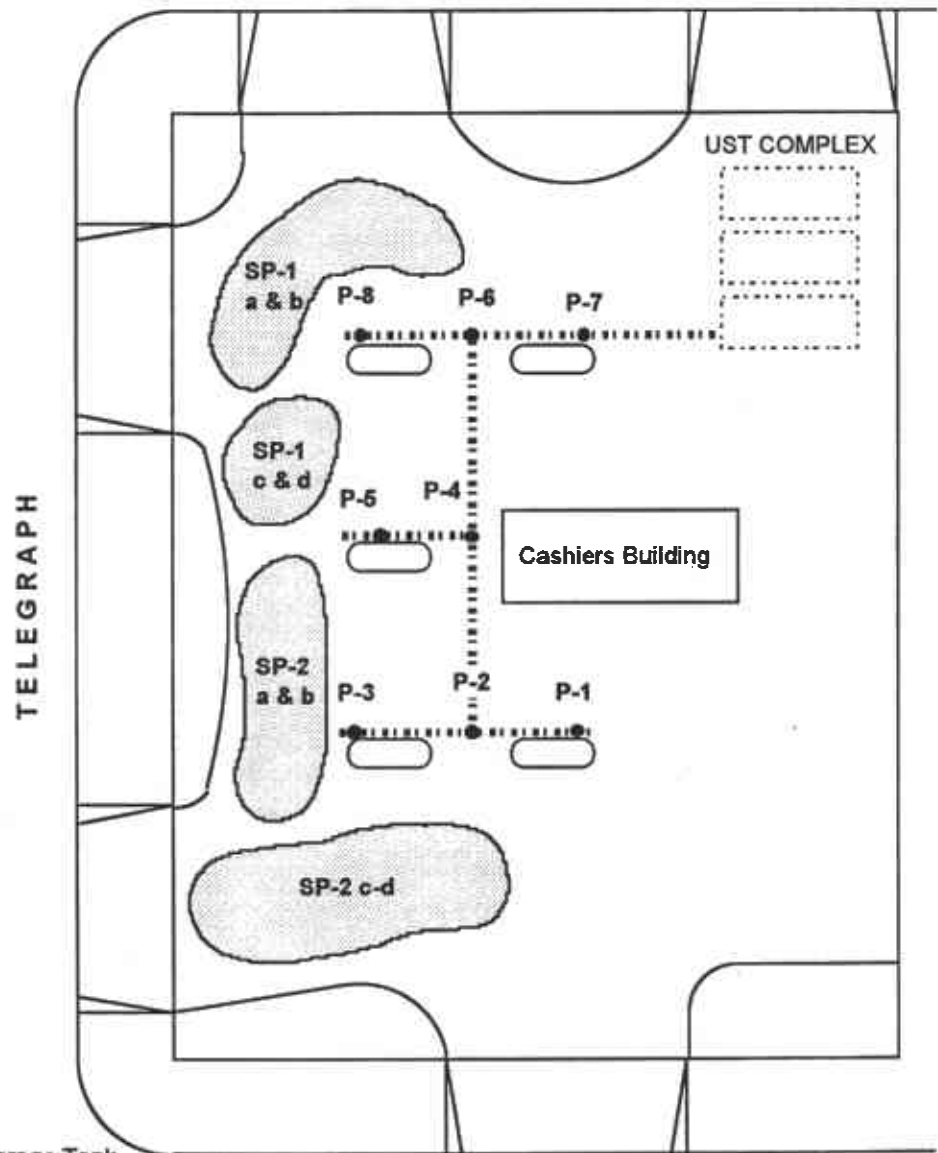 UST COMPLEX
SP-1
a & b
P-8
P-6
P-7
SP-1
c & d
P-5
P-4
TELEGRAPH
Cashiers Building
SP-2
a & b
P-3
P-2
P-1
SP-2 c-d
Tank